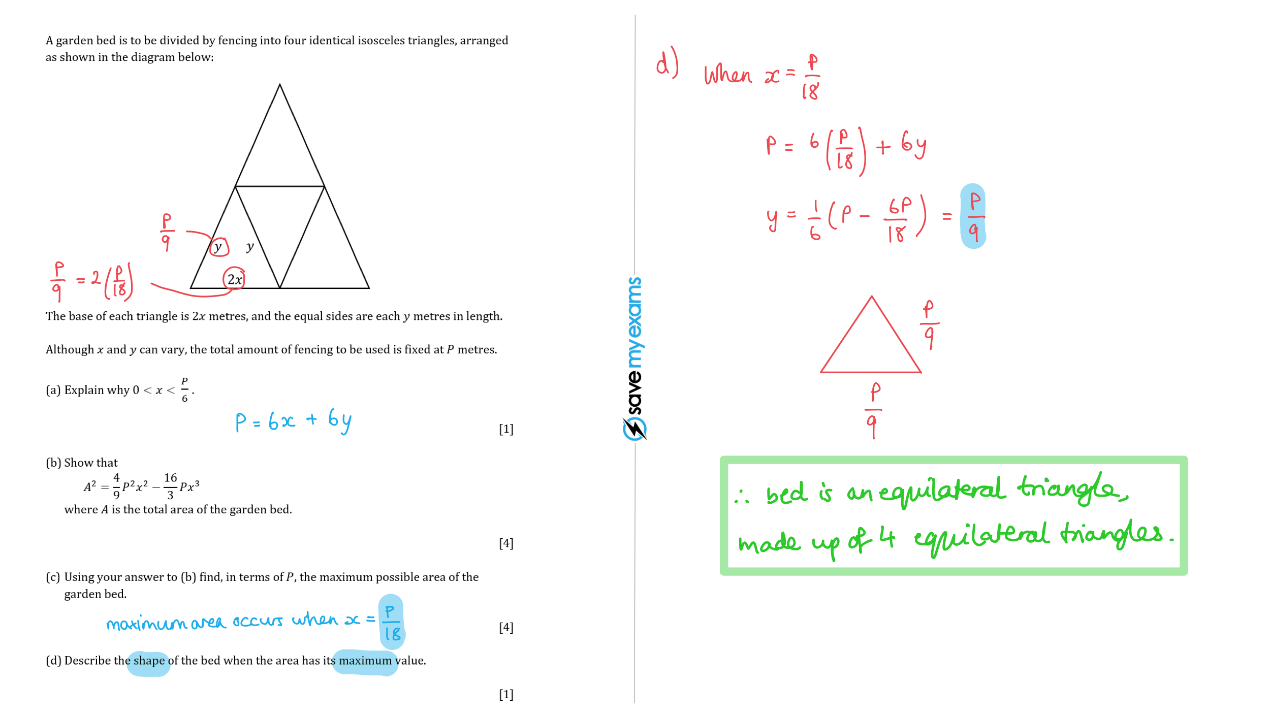 A garden bed is to be divided by fencing into four identical isosceles triangles, arranged
as shown in the diagram below:
P/9
y y
P/9 = 2(P/18)
2x
The base of each triangle is 2x metres, and the equal sides are each y metres in length.
Although x and y can vary, the total amount of fencing to be used is fixed at P metres.
(a) Explain why 0 < x < P/6.
P = 6x + 6y
[1]
(b) Show that
A² = 4/9 P²x² − 16/3 Px³
where A is the total area of the garden bed.
[4]
(c) Using your answer to (b) find, in terms of P, the maximum possible area of the
garden bed.
maximum area occurs when x = P/18
[4]
(d) Describe the shape of the bed when the area has its maximum value.
[1]
savemyexams
d) When x = P/18
P = 6(P/18) + 6y
y = 1/6(P − 6P/18) = P/9
P/9
P/9
∴ bed is an equilateral triangle,
made up of 4 equilateral triangles.